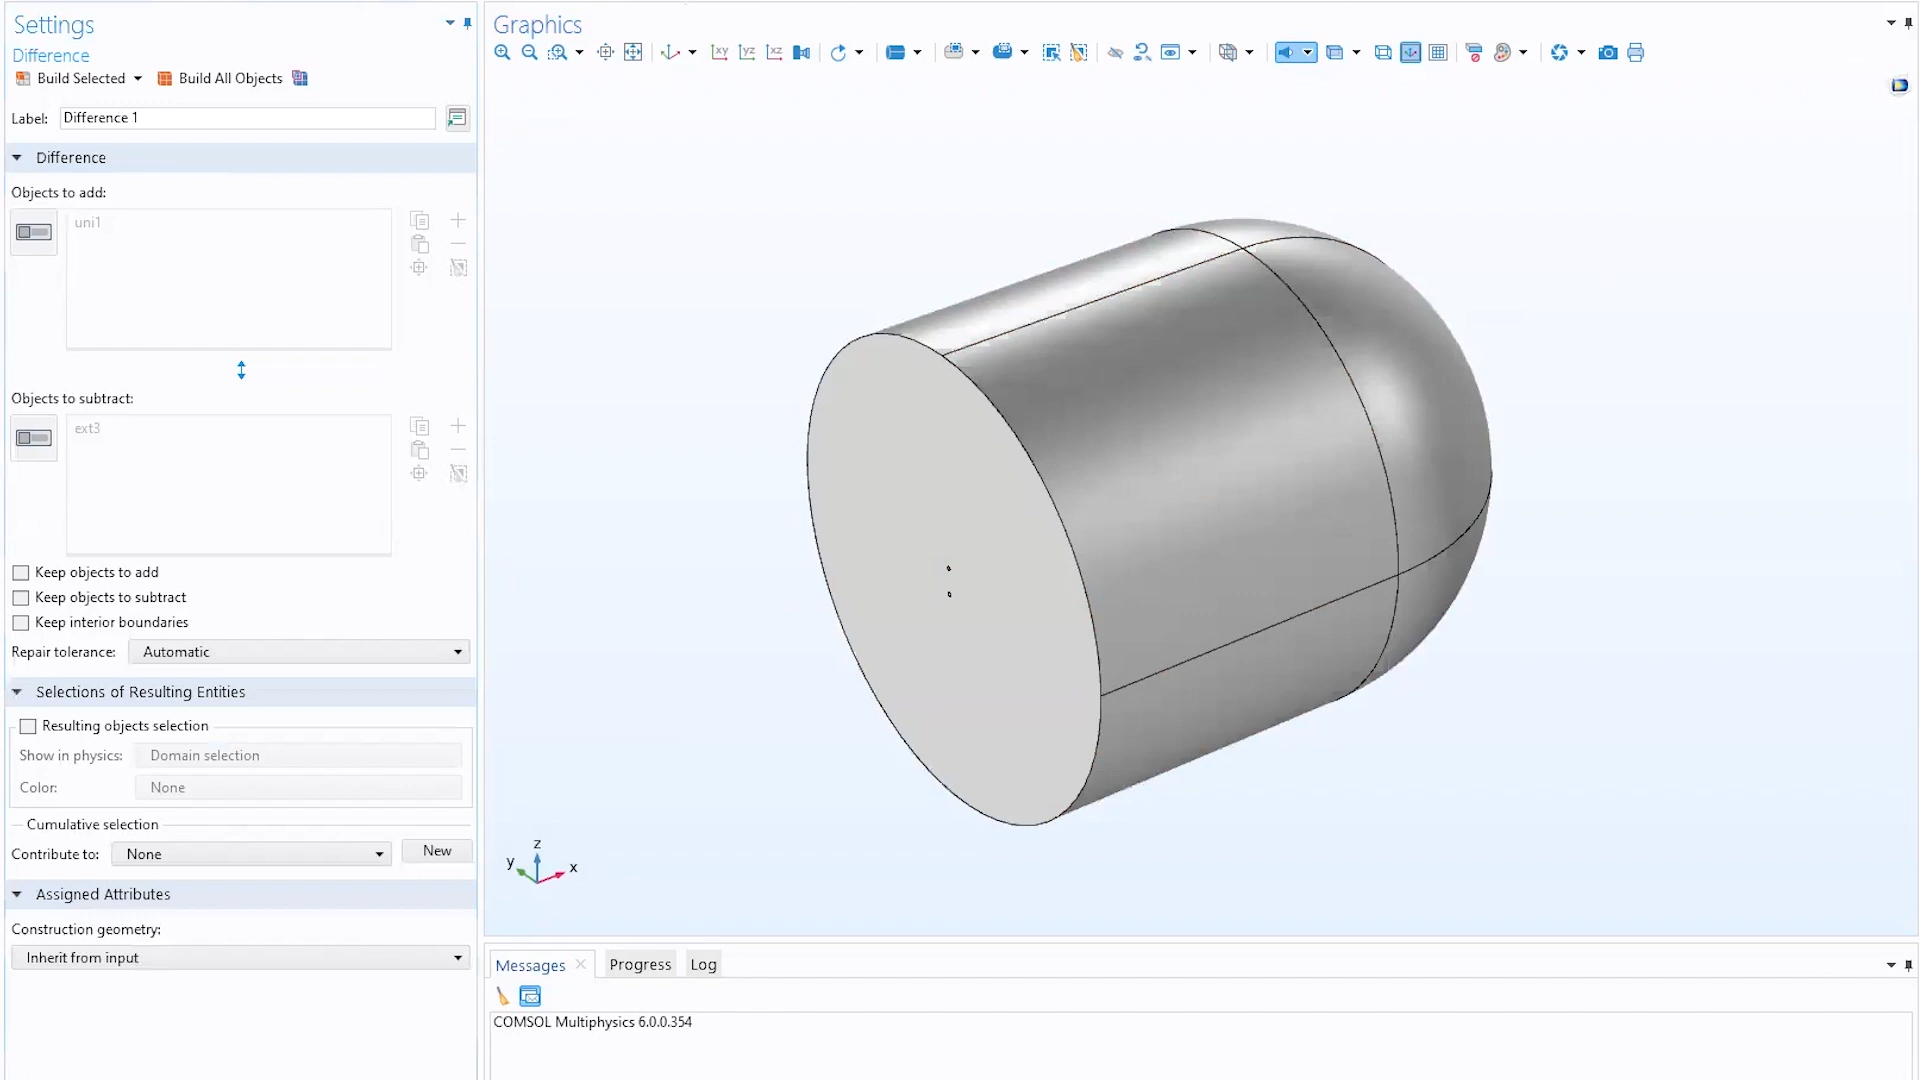 Settings
Difference
Build Selected
Build All Objects
Label: Difference 1
Difference
Objects to add:
uni1
Objects to subtract:
ext3
Keep objects to add
Keep objects to subtract
Keep interior boundaries
Repair tolerance: Automatic
Selections of Resulting Entities
Resulting objects selection
Show in physics: Domain selection
Color: None
Cumulative selection
Contribute to: None New
Assigned Attributes
Construction geometry:
Inherit from input
Graphics
xy yz xz
z
y
x
Messages Progress Log
COMSOL Multiphysics 6.0.0.354